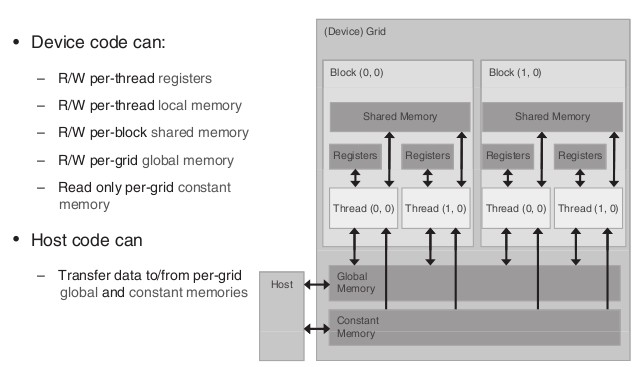 • Device code can:
– R/W per-thread registers
– R/W per-thread local memory
– R/W per-block shared memory
– R/W per-grid global memory
– Read only per-grid constant
memory
• Host code can
– Transfer data to/from per-grid
global and constant memories
(Device) Grid
Block (0, 0)
Block (1, 0)
Shared Memory
Shared Memory
Registers
Registers
Registers
Registers
Thread (0, 0)
Thread (1, 0)
Thread (0, 0)
Thread (1, 0)
Host
Global
Memory
Constant
Memory